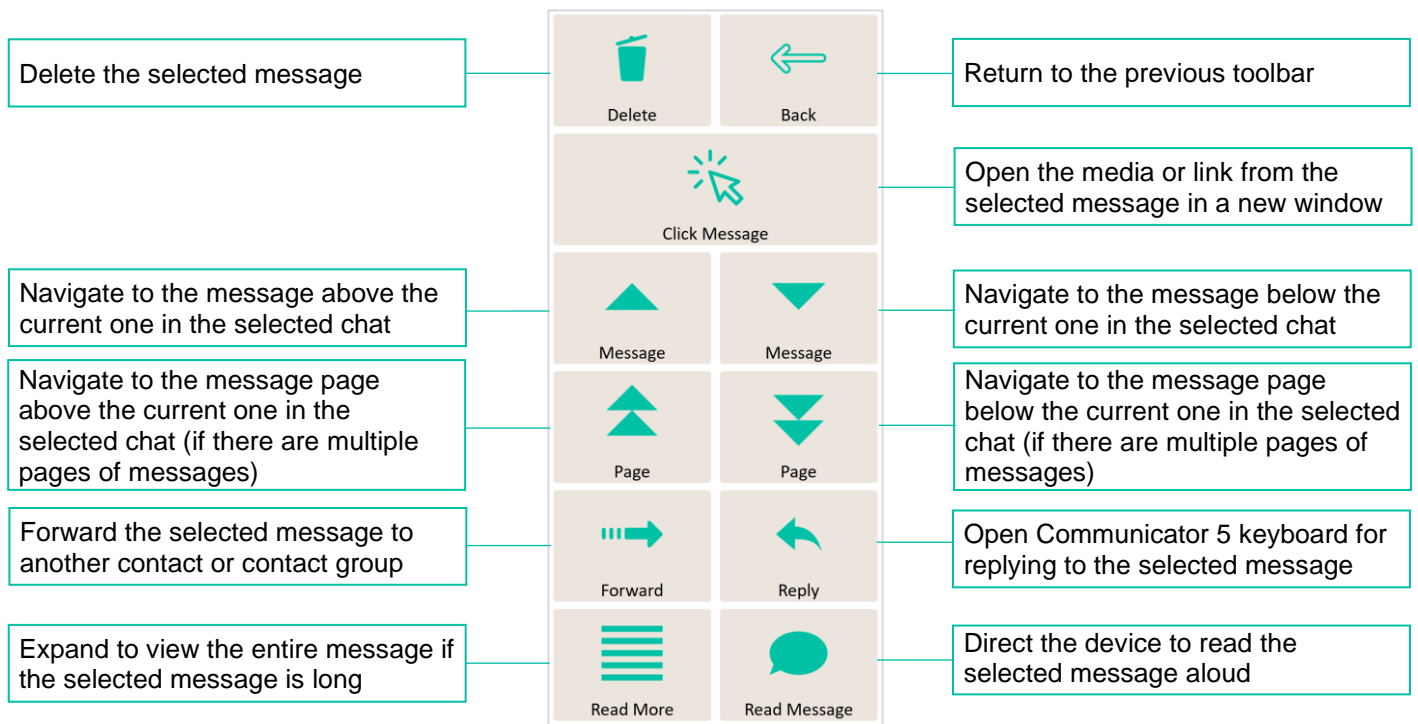 Delete the selected message
Delete
Back
Return to the previous toolbar
Click Message
Open the media or link from the
selected message in a new window
Navigate to the message above the
current one in the selected chat
Message
Message
Navigate to the message below the
current one in the selected chat
Navigate to the message page
above the current one in the
selected chat (if there are multiple
pages of messages)
Page
Page
Navigate to the message page
below the current one in the selected
chat (if there are multiple pages of
messages)
Forward the selected message to
another contact or contact group
Forward
Reply
Open Communicator 5 keyboard for
replying to the selected message
Expand to view the entire message if
the selected message is long
Read More
Read Message
Direct the device to read the
selected message aloud